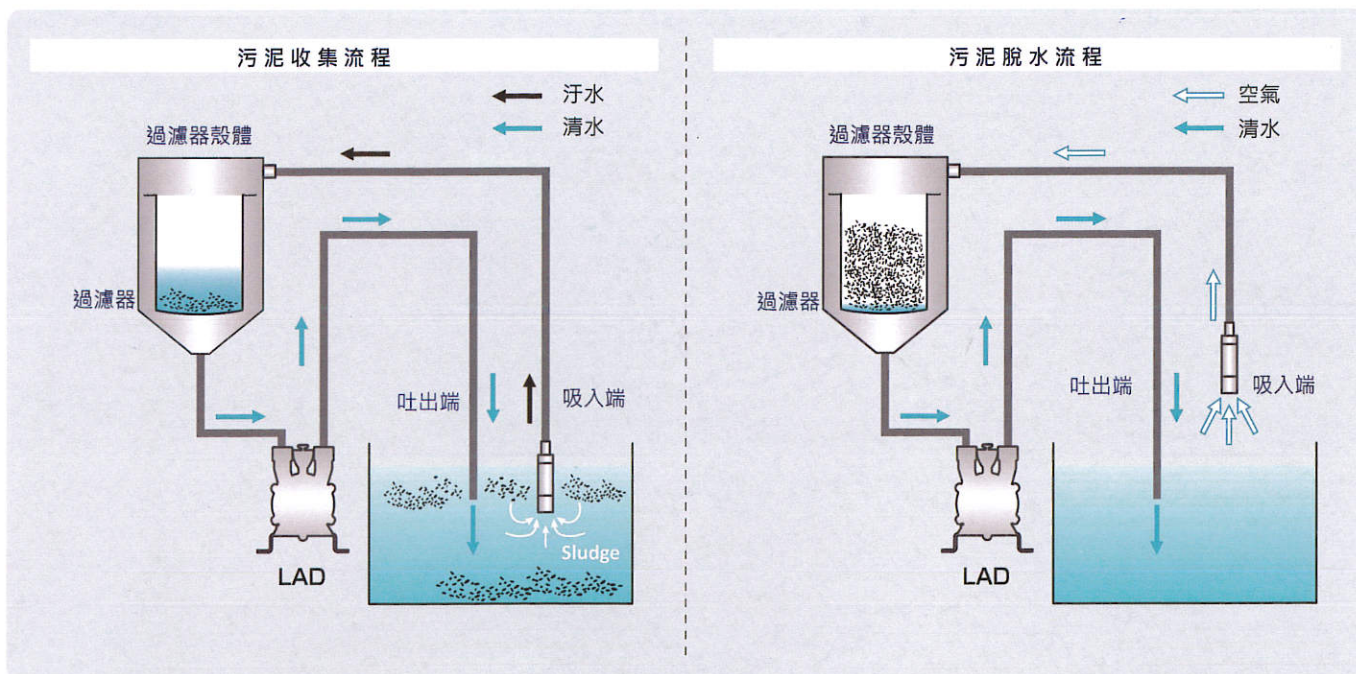 污泥收集流程
汙水
清水
過濾器殼體
過濾器
吐出端
吸入端
Sludge
LAD
污泥脫水流程
空氣
清水
過濾器殼體
過濾器
吐出端
吸入端
LAD